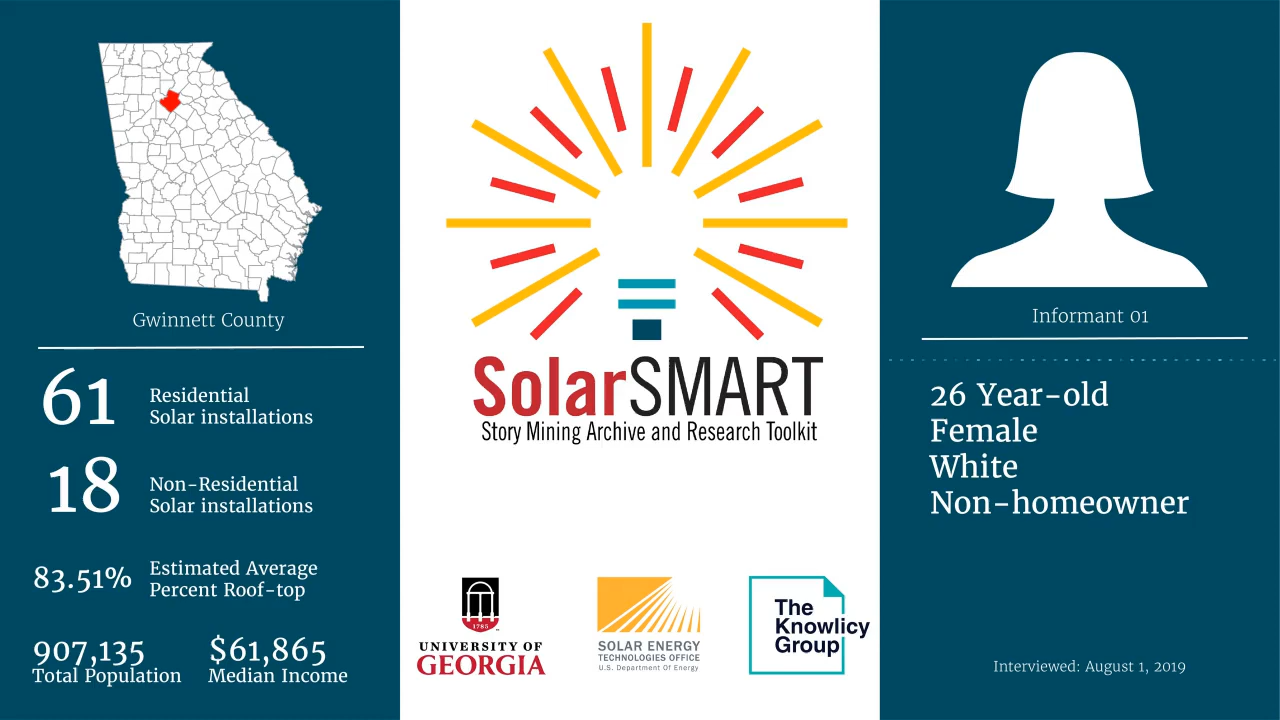 Gwinnett County
61
Residential
Solar installations
18
Non-Residential
Solar installations
83.51%
Estimated Average
Percent Roof-top
907,135
Total Population
$61,865
Median Income
SolarSMART
Story Mining Archive and Research Toolkit
1785
UNIVERSITY OF
GEORGIA
SOLAR ENERGY
TECHNOLOGIES OFFICE
U.S. Department Of Energy
The
Knowlicy
Group
Informant 01
26 Year-old
Female
White
Non-homeowner
Interviewed: August 1, 2019